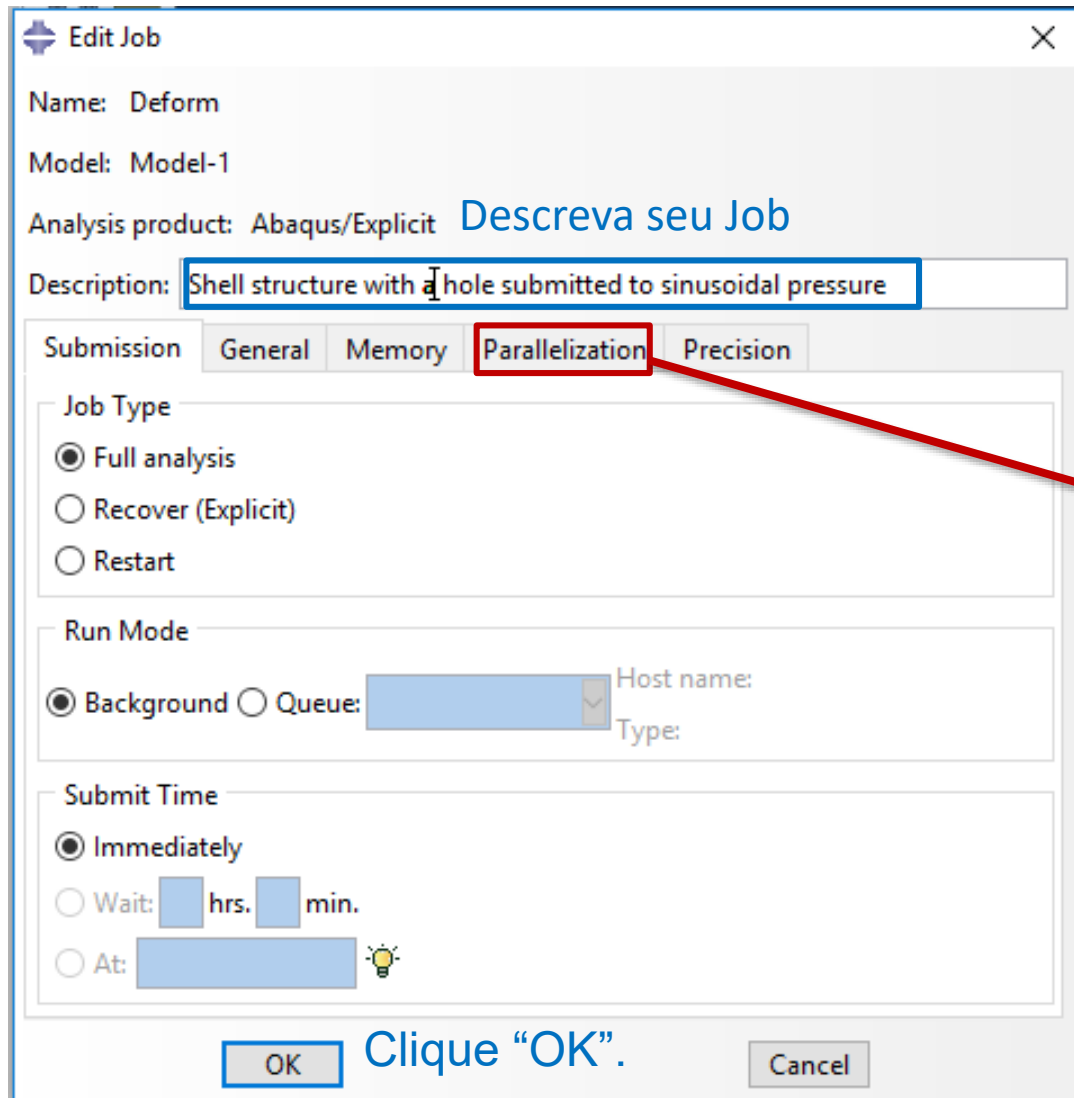 Edit Job
Name: Deform
Model: Model-1
Analysis product: Abaqus/Explicit Descreva seu Job
Description: Shell structure with a hole submitted to sinusoidal pressure
Submission General Memory Parallelization Precision
Job Type
Full analysis
Recover (Explicit)
Restart
Run Mode
Background Queue: Host name:
Type:
Submit Time
Immediately
Wait: hrs. min.
At:
OK Clique “OK”. Cancel